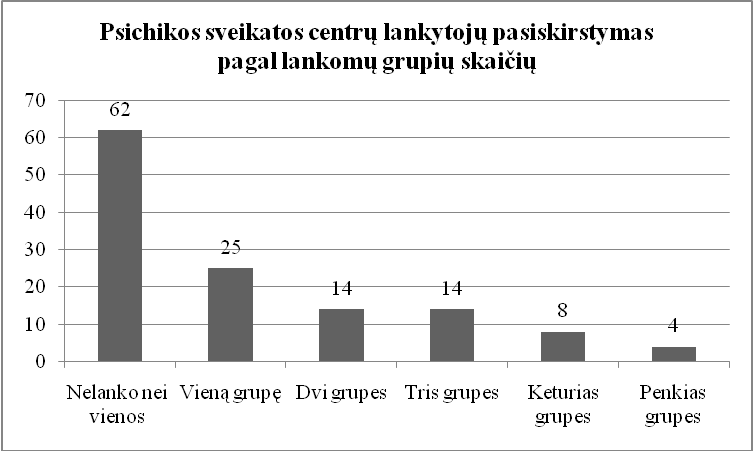 Psichikos sveikatos centrų lankytojų pasiskirstymas
pagal lankomų grupių skaičių
70
60
50
40
30
20
10
0
62
25
14
14
8
4
Nelanko nei
vienos
Vieną grupę
Dvi grupes
Tris grupes
Keturias
grupes
Penkias
grupes